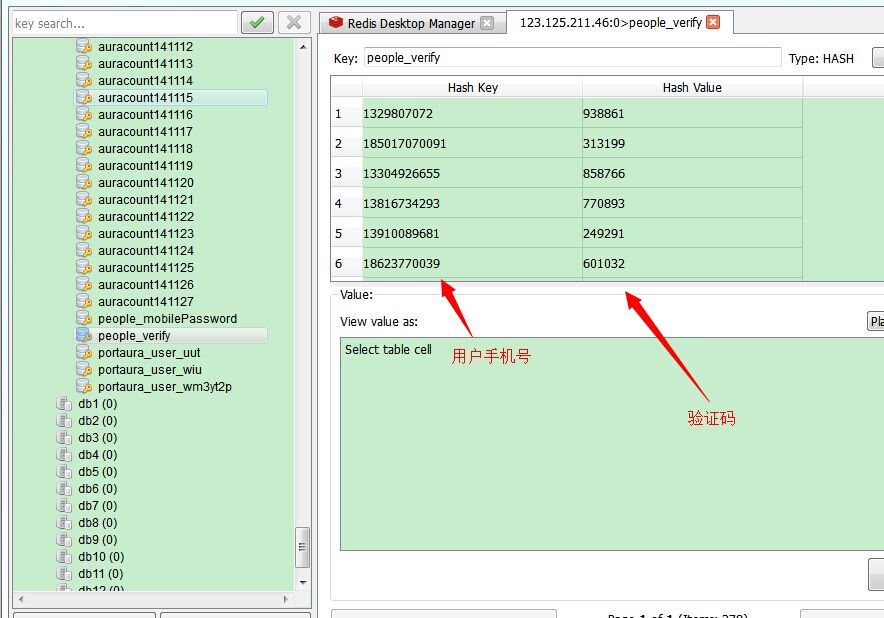 key search...
auracount141112
auracount141113
auracount141114
auracount141115
auracount141116
auracount141117
auracount141118
auracount141119
auracount141120
auracount141121
auracount141122
auracount141123
auracount141124
auracount141125
auracount141126
auracount141127
people_mobilePassword
people_verify
portaura_user_uut
portaura_user_wiu
portaura_user_wm3yt2p
db1 (0)
db2 (0)
db3 (0)
db4 (0)
db5 (0)
db6 (0)
db7 (0)
db8 (0)
db9 (0)
db10 (0)
db11 (0)
db12 (0)
Redis Desktop Manager
123.125.211.46:0>people_verify
Key: people_verify Type: HASH
Hash Key Hash Value
1 1329807072 938861
2 185017070091 313199
3 13304926655 858766
4 13816734293 770893
5 13910089681 249291
6 18623770039 601032
Value:
View value as: Pla
Select table cell
用户手机号
验证码
Page 1 of 1 (Items: 270)